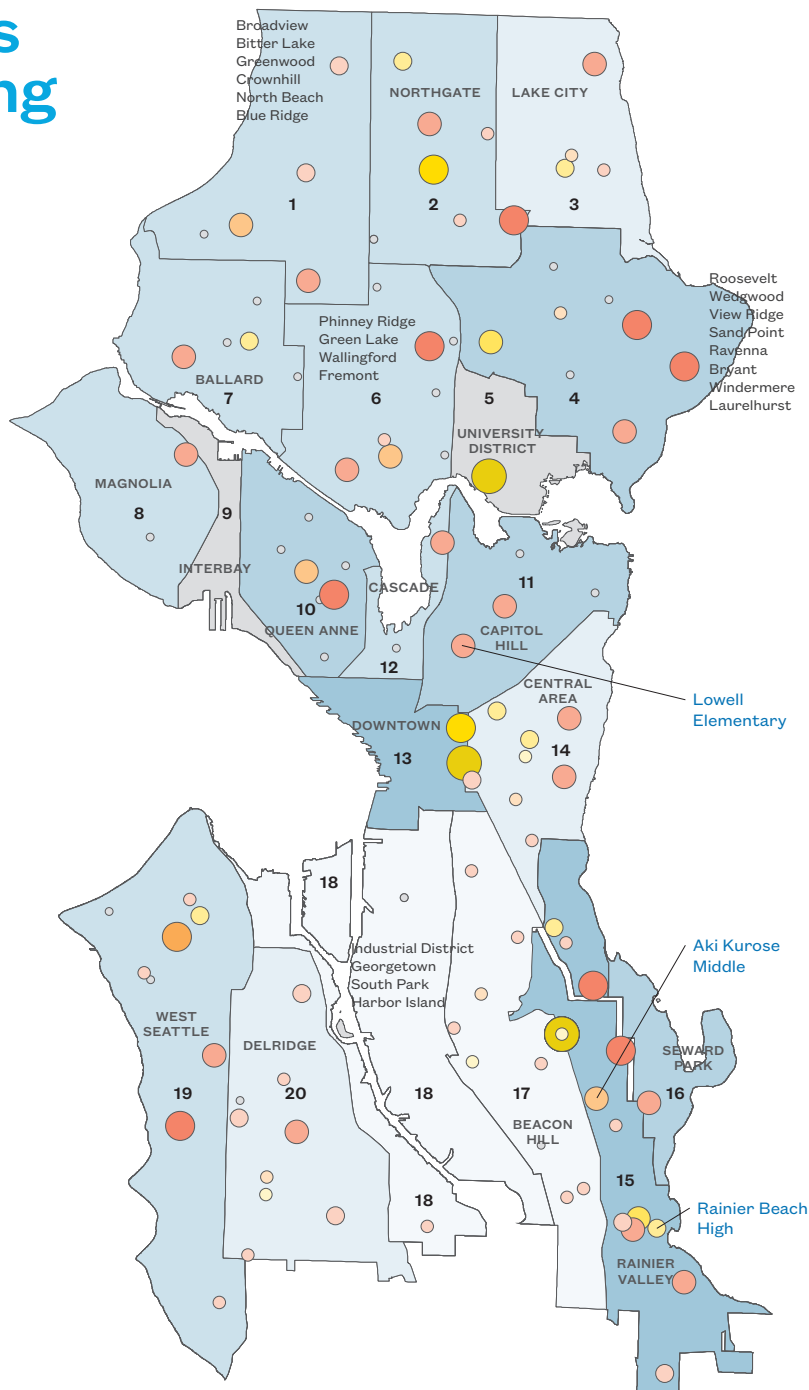 s
ng
Broadview
Bitter Lake
Greenwood
Crownhill
North Beach
Blue Ridge
NORTHGATE
LAKE CITY
1
2
3
Roosevelt
Wedgwood
View Ridge
Sand Point
Ravenna
Bryant
Windermere
Laurelhurst
Phinney Ridge
Green Lake
Wallingford
Fremont
BALLARD
7
6
5
4
UNIVERSITY
DISTRICT
MAGNOLIA
8
9
INTERBAY
CASCADE
11
10
QUEEN ANNE
CAPITOL
HILL
12
CENTRAL
AREA
Lowell
Elementary
DOWNTOWN
13
14
18
Industrial District
Georgetown
South Park
Harbor Island
Aki Kurose
Middle
WEST
SEATTLE
DELRIDGE
SEWARD
PARK
19
20
18
17
16
BEACON
HILL
15
18
Rainier Beach
High
RAINIER
VALLEY